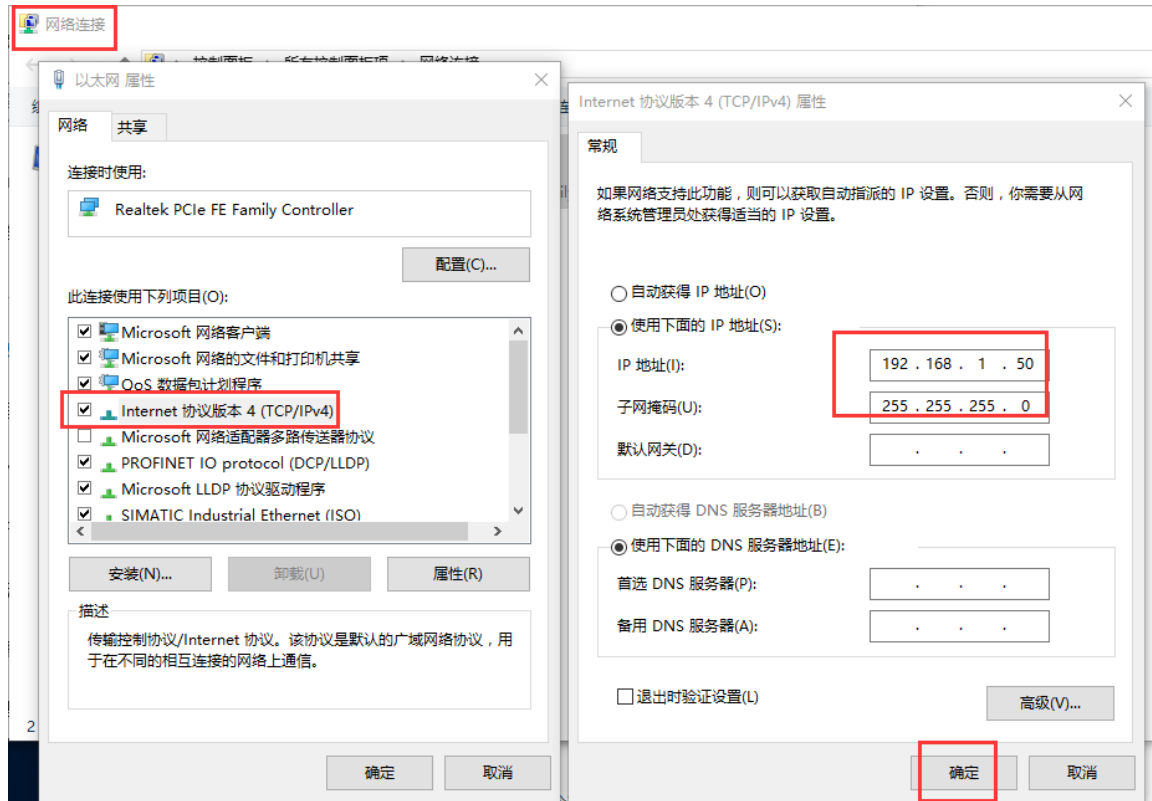 网络连接
控制面板 所有控制面板项 网络连接
以太网 属性
网络 共享
连接时使用:
Realtek PCIe FE Family Controller
配置(C)...
此连接使用下列项目(O):
Microsoft 网络客户端
Microsoft 网络的文件和打印机共享
QoS 数据包计划程序
Internet 协议版本 4 (TCP/IPv4)
Microsoft 网络适配器多路传送器协议
PROFINET IO protocol (DCP/LLDP)
Microsoft LLDP 协议驱动程序
SIMATIC Industrial Ethernet (ISO)
安装(N)... 卸载(U) 属性(R)
描述
传输控制协议/Internet 协议。该协议是默认的广域网络协议，用
于在不同的相互连接的网络上通信。
2
确定 取消
Internet 协议版本 4 (TCP/IPv4) 属性
常规
如果网络支持此功能，则可以获取自动指派的 IP 设置。否则，你需要从网
络系统管理员处获得适当的 IP 设置。
自动获得 IP 地址(O)
使用下面的 IP 地址(S):
IP 地址(I): 192 . 168 . 1 . 50
子网掩码(U): 255 . 255 . 255 . 0
默认网关(D): . . .
自动获得 DNS 服务器地址(B)
使用下面的 DNS 服务器地址(E):
首选 DNS 服务器(P): . . .
备用 DNS 服务器(A): . . .
退出时验证设置(L)
高级(V)...
确定 取消